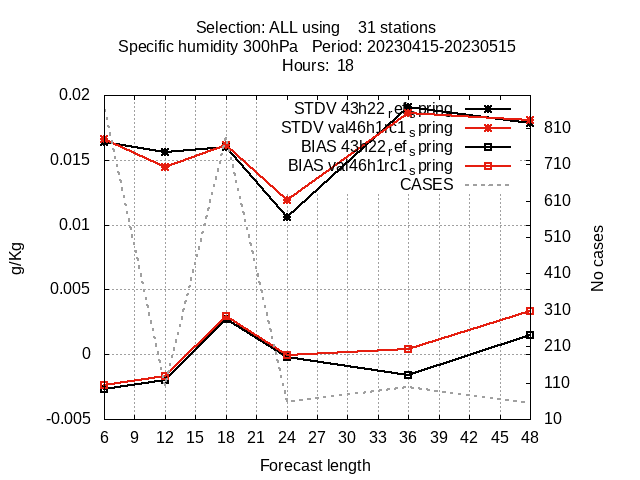 Selection: ALL using    31 stations
Specific humidity 300hPa   Period: 20230415-20230515
Hours:  18
0.02
0.015
0.01
0.005
0
-0.005
g/Kg
STDV 43h22_ref_spring
STDV val46h1rc1_spring
BIAS 43h22_ref_spring
BIAS val46h1rc1_spring
CASES
810
710
610
510
410
310
210
110
10
No cases
6 9 12 15 18 21 24 27 30 33 36 39 42 45 48
Forecast length